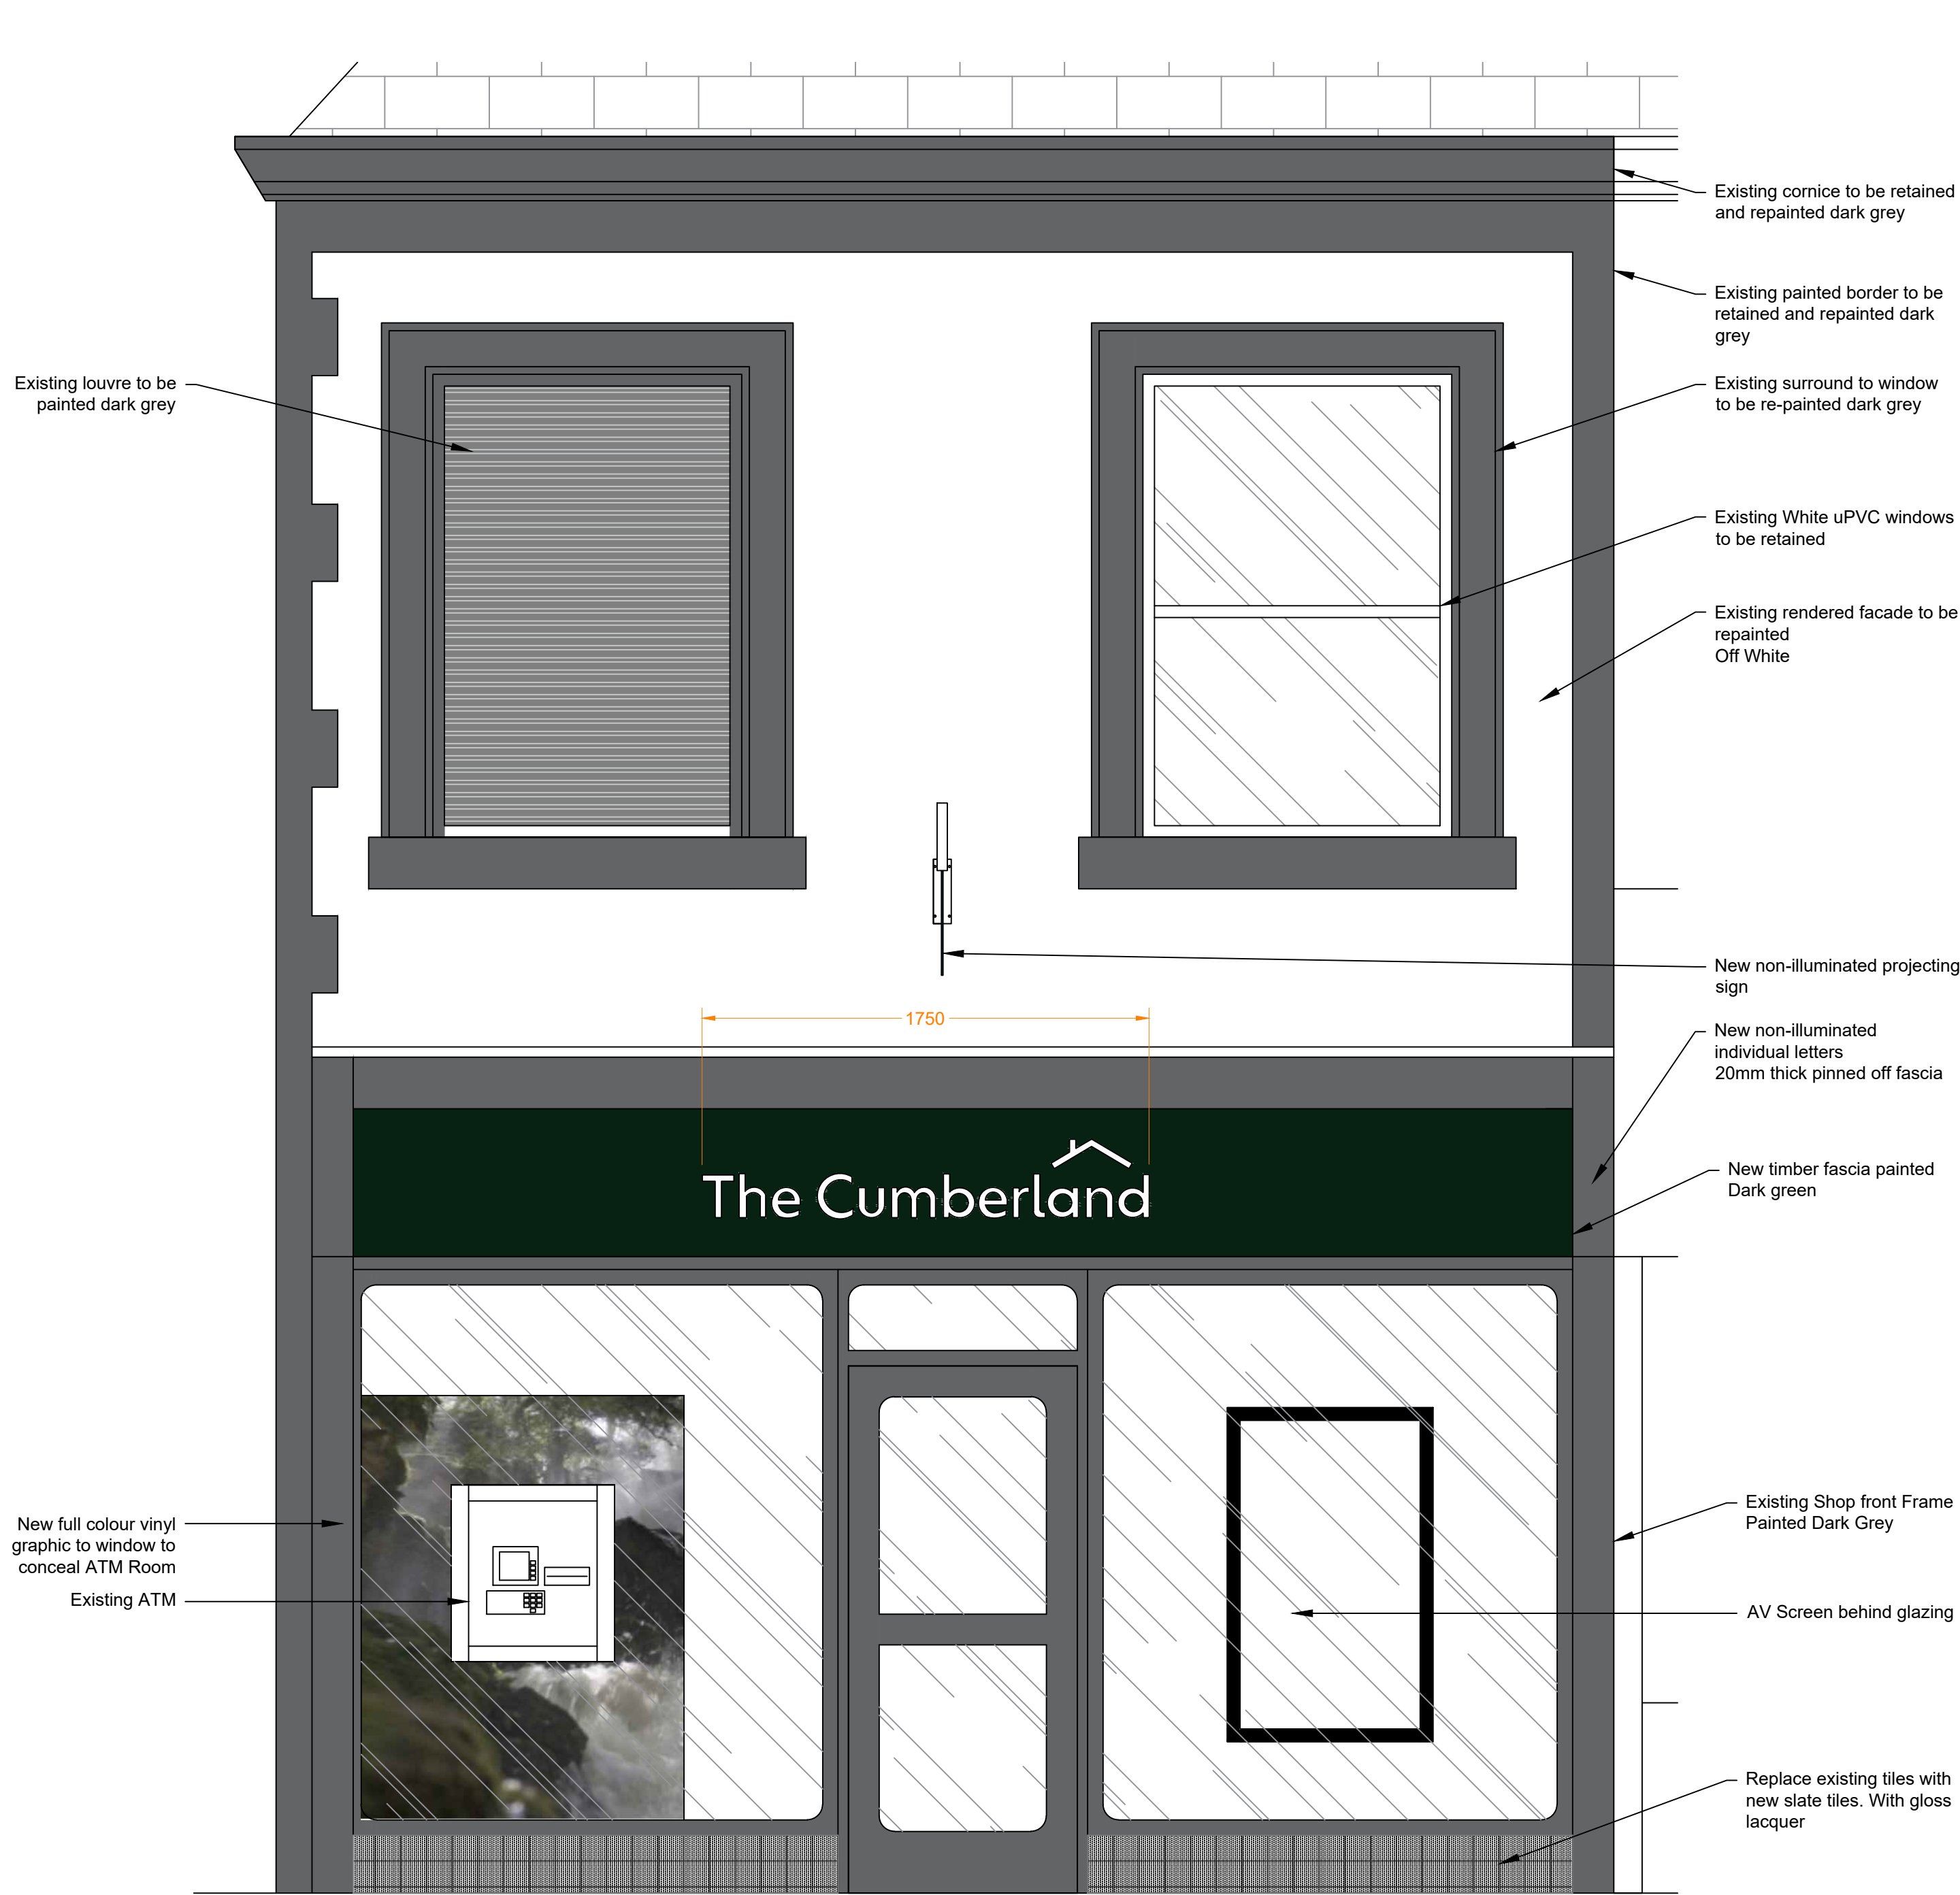 Existing cornice to be retained
and repainted dark grey
Existing painted border to be
retained and repainted dark
grey
Existing louvre to be
painted dark grey
Existing surround to window
to be re-painted dark grey
Existing White uPVC windows
to be retained
Existing rendered facade to be
repainted
Off White
New non-illuminated projecting
sign
1750
New non-illuminated
individual letters
20mm thick pinned off fascia
The Cumberland
New timber fascia painted
Dark green
Existing Shop front Frame
Painted Dark Grey
New full colour vinyl
graphic to window to
conceal ATM Room
Existing ATM
AV Screen behind glazing
Replace existing tiles with
new slate tiles. With gloss
lacquer